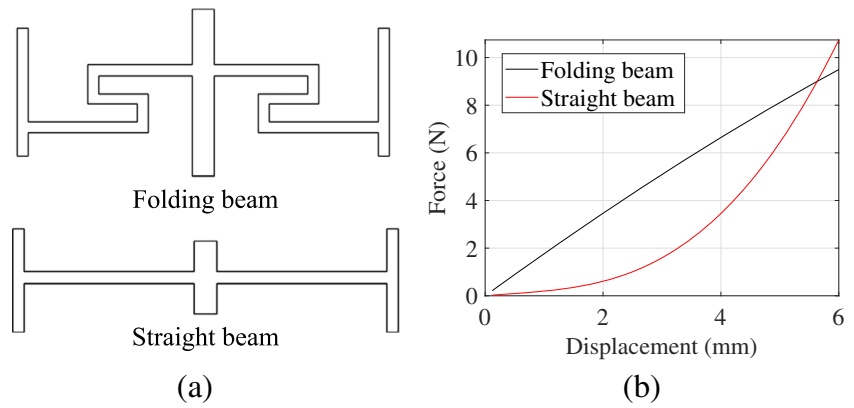 Folding beam
Straight beam
(a)
10
8
6
4
2
0
Force (N)
Folding beam
Straight beam
0
2
4
6
Displacement (mm)
(b)